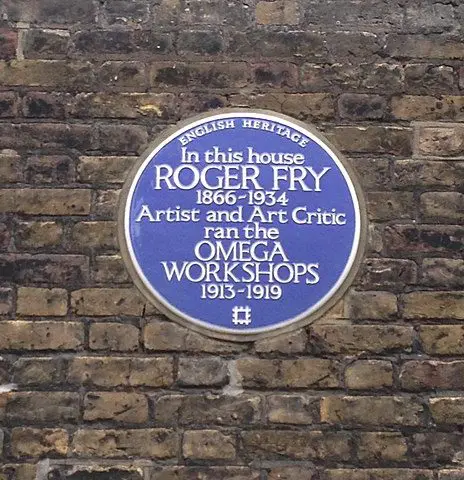 ENGLISH HERITAGE
In this house
ROGER FRY
1866-1934
Artist and Art Critic
ran the
OMEGA
WORKSHOPS
1913-1919